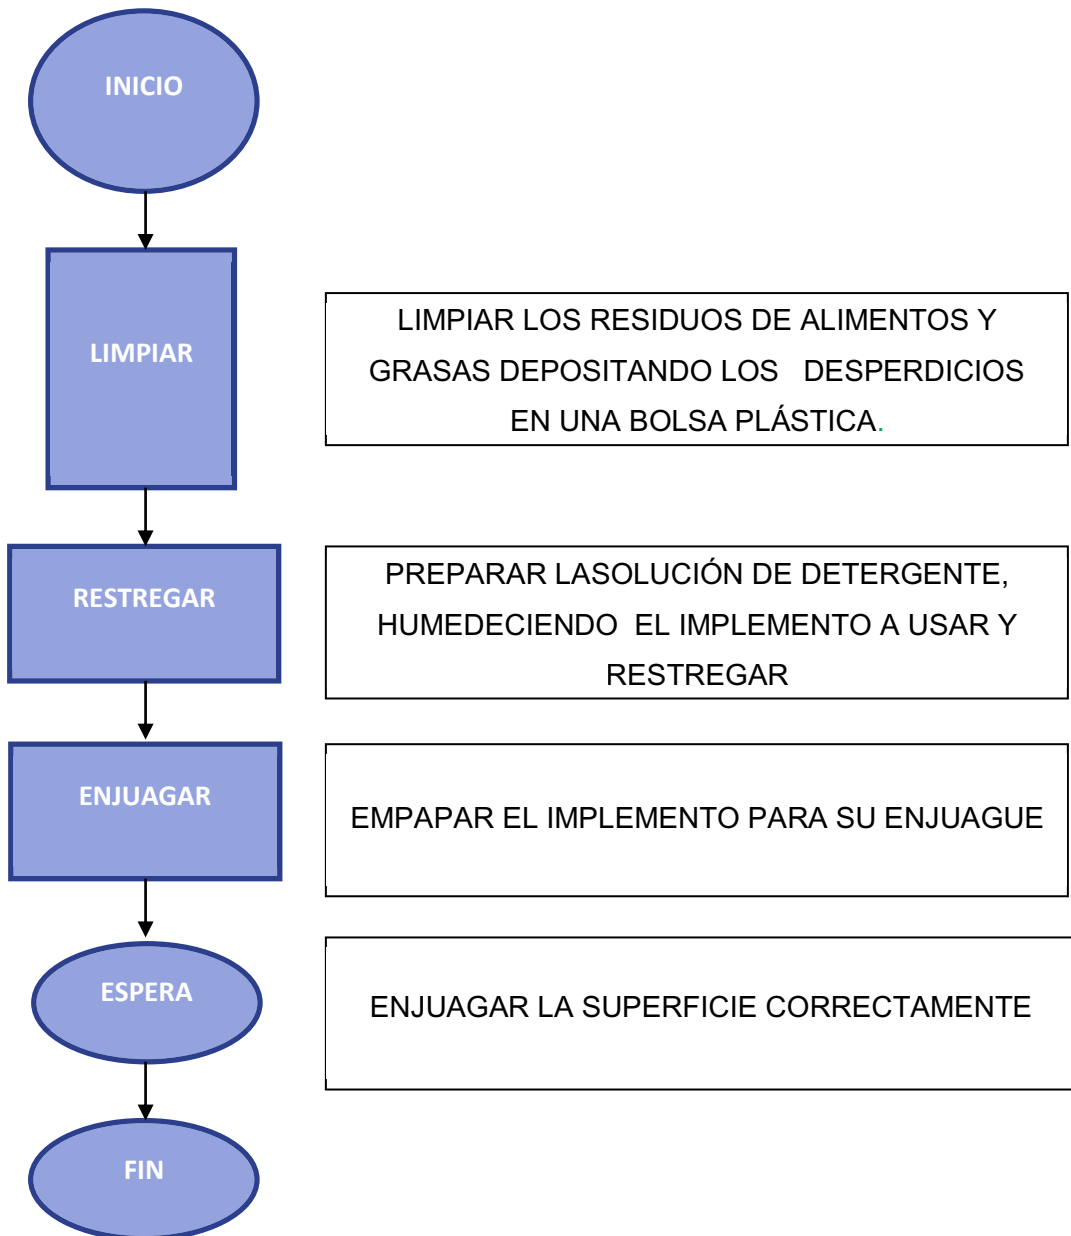 INICIO
LIMPIAR
LIMPIAR LOS RESIDUOS DE ALIMENTOS Y
GRASAS DEPOSITANDO LOS DESPERDICIOS
EN UNA BOLSA PLÁSTICA.
RESTREGAR
PREPARAR LASOLUCIÓN DE DETERGENTE,
HUMEDECIENDO EL IMPLEMENTO A USAR Y
RESTREGAR
ENJUAGAR
EMPAPAR EL IMPLEMENTO PARA SU ENJUAGUE
ESPERA
ENJUAGAR LA SUPERFICIE CORRECTAMENTE
FIN